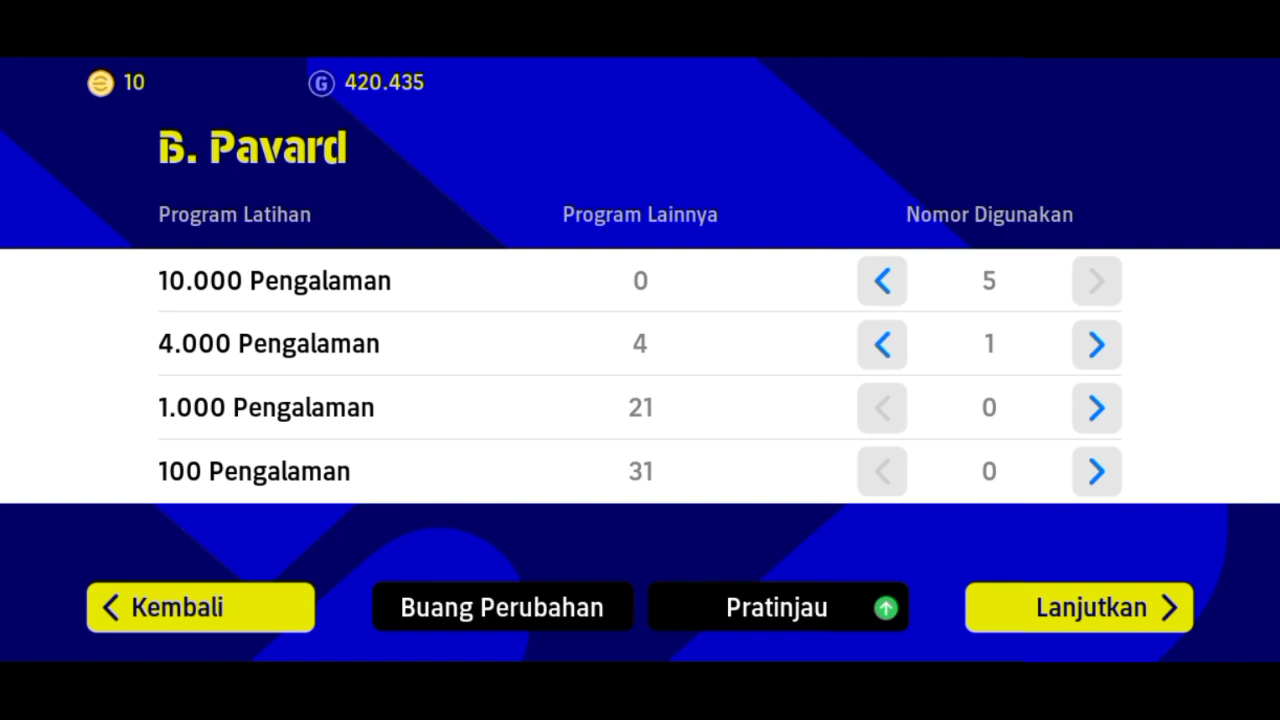 10 420.435
B. Pavard
Program Latihan Program Lainnya Nomor Digunakan
10.000 Pengalaman 0 5
4.000 Pengalaman 4 1
1.000 Pengalaman 21 0
100 Pengalaman 31 0
Kembali Buang Perubahan Pratinjau Lanjutkan